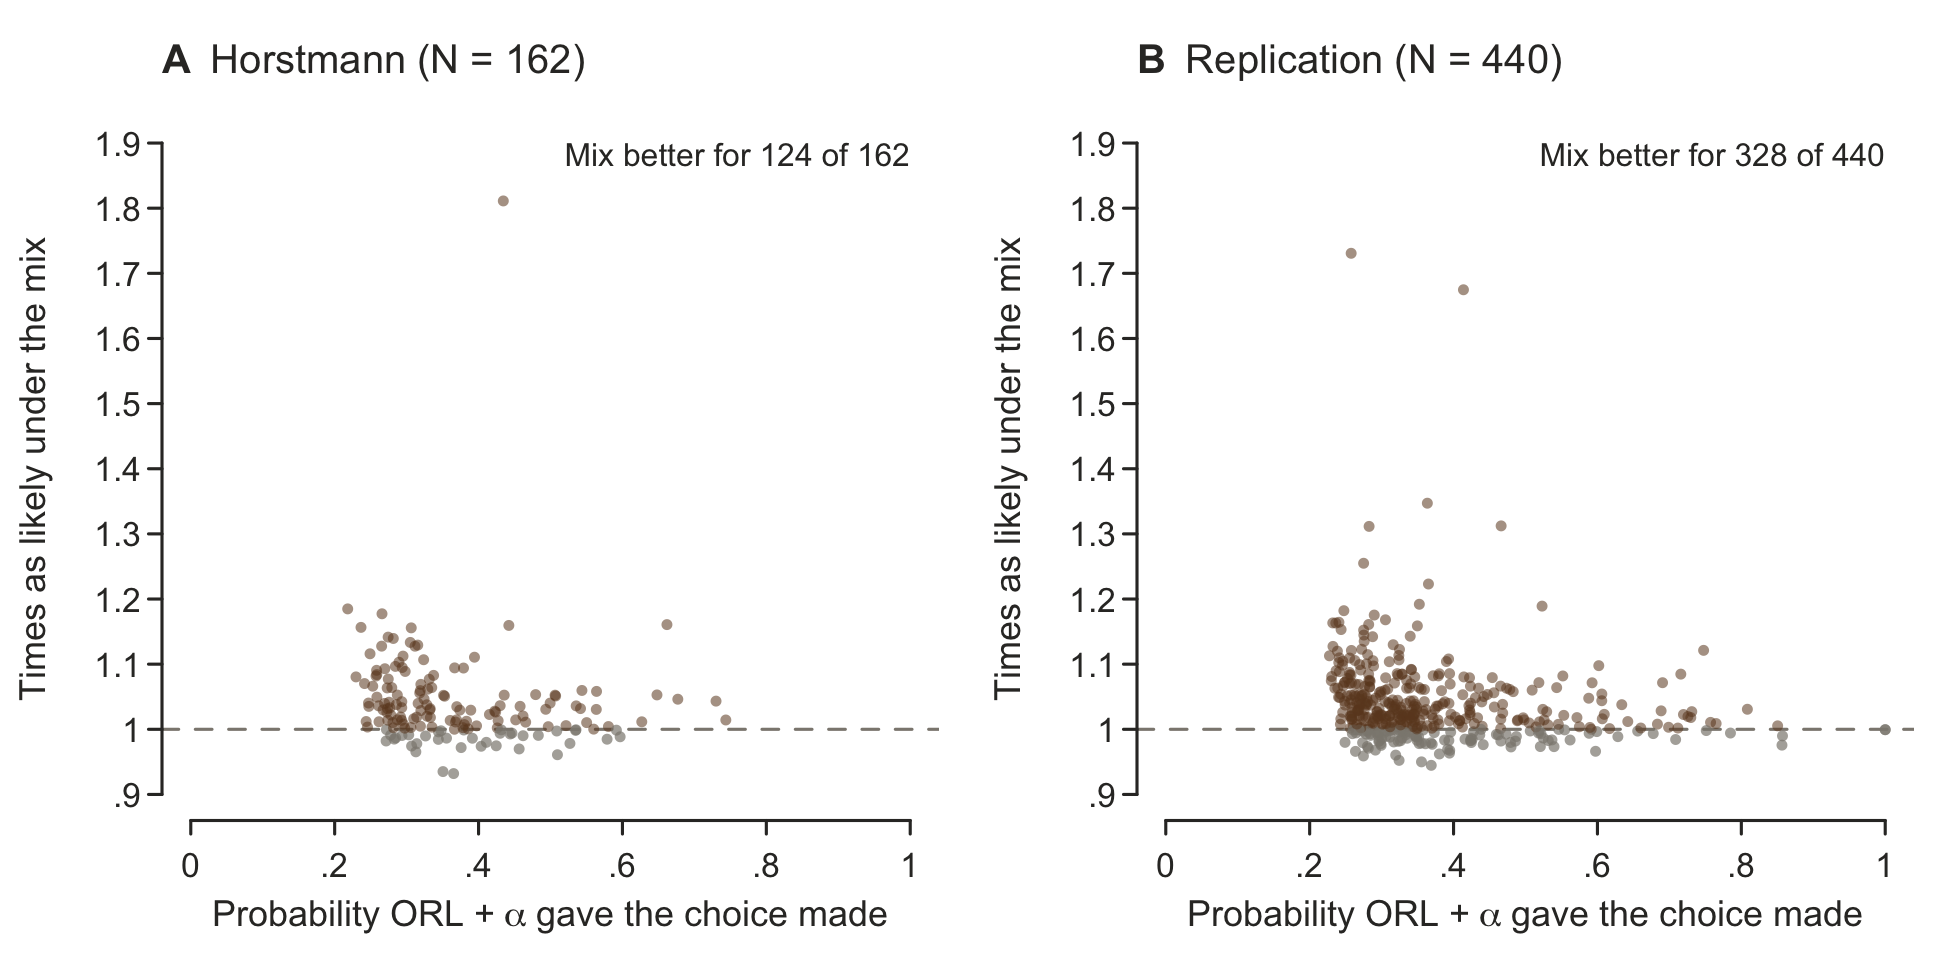 A Horstmann (N = 162)
Mix better for 124 of 162
Times as likely under the mix
1.9
1.8
1.7
1.6
1.5
1.4
1.3
1.2
1.1
1
.9
0 .2 .4 .6 .8 1
Probability ORL + α gave the choice made
B Replication (N = 440)
Mix better for 328 of 440
Times as likely under the mix
1.9
1.8
1.7
1.6
1.5
1.4
1.3
1.2
1.1
1
.9
0 .2 .4 .6 .8 1
Probability ORL + α gave the choice made